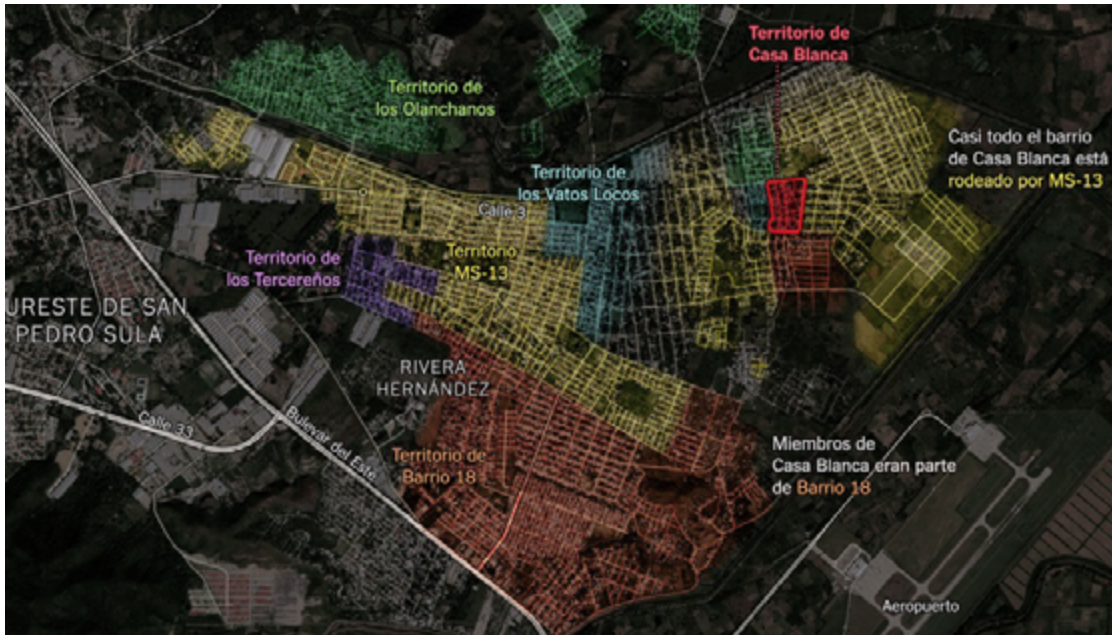 Territorio de
Casa Blanca
Territorio de
los Olanchanos
Casi todo el barrio
de Casa Blanca está
rodeado por MS-13
Territorio de
los Vatos Locos
Calle 3
Territorio de
los Tercereños
Territorio
MS-13
URESTE DE SAN
PEDRO SULA
RIVERA
HERNÁNDEZ
Calle 33
Bulevar del Este
Territorio de
Barrio 18
Miembros de
Casa Blanca eran parte
de Barrio 18
Aeropuerto